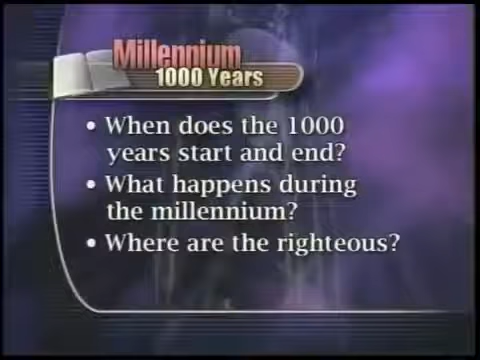 Millennium
1000 Years
• When does the 1000
years start and end?
• What happens during
the millennium?
• Where are the righteous?